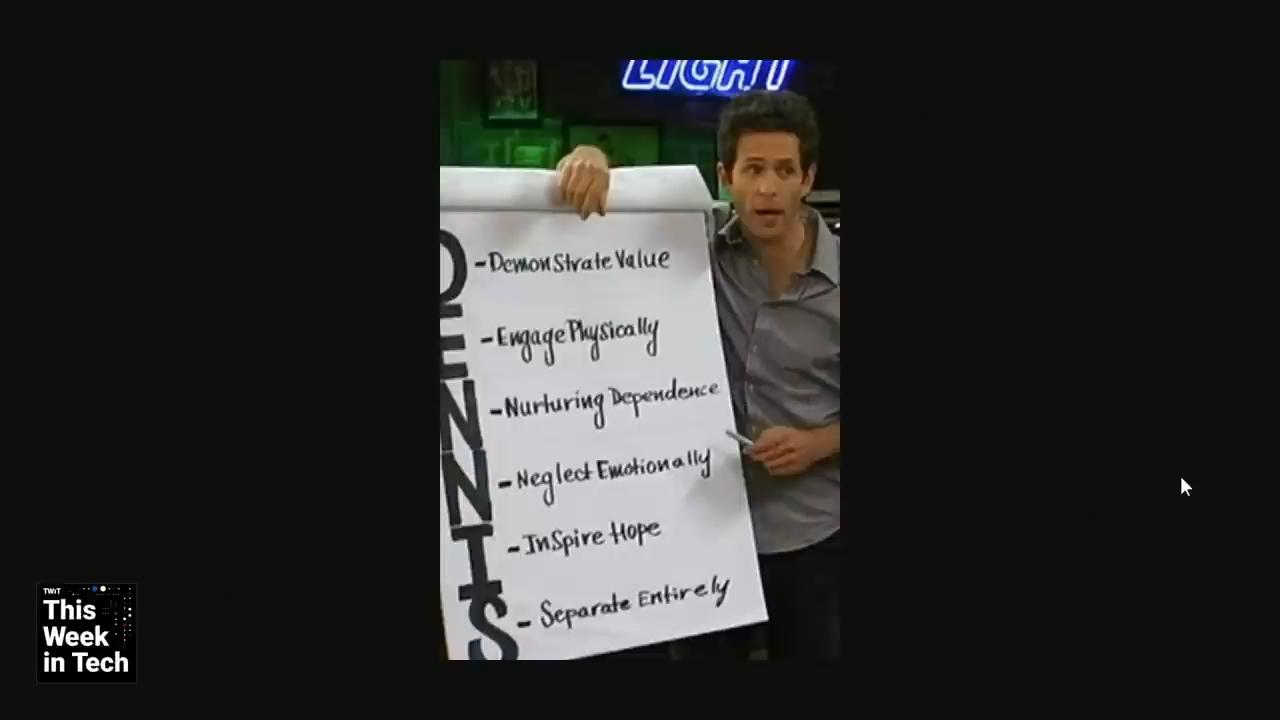 LIGHT
D - Demonstrate Value
E - Engage Physically
N - Nurturing Dependence
N - Neglect Emotionally
I - Inspire Hope
S - Separate Entirely
TWiT
This
Week
in Tech